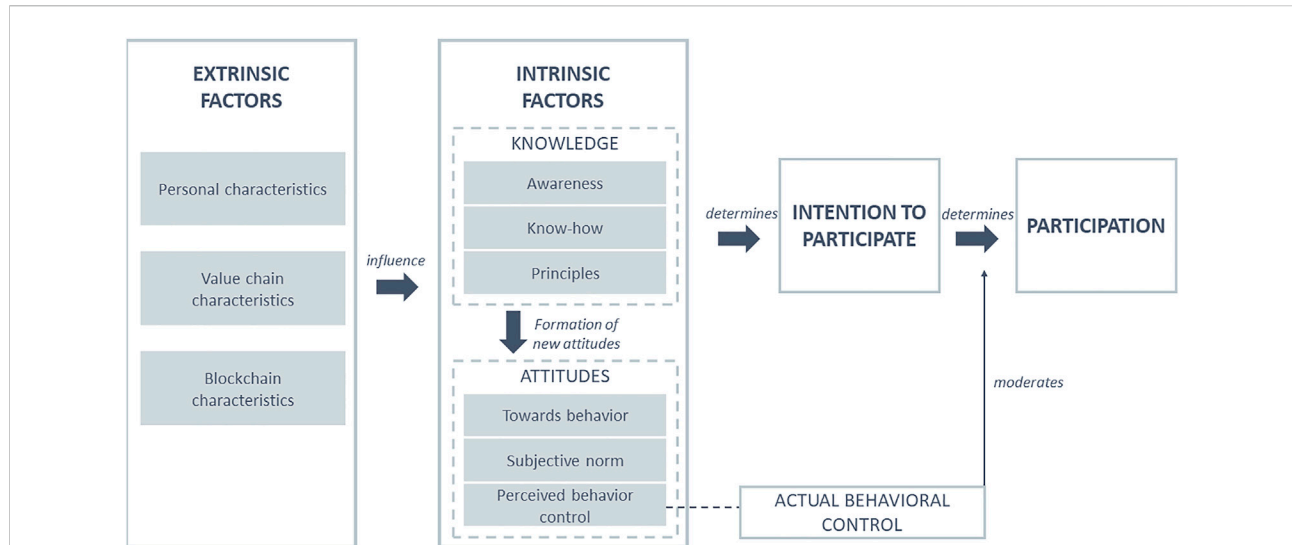 EXTRINSIC
FACTORS
Personal characteristics
Value chain
characteristics
Blockchain
characteristics
influence
INTRINSIC
FACTORS
KNOWLEDGE
Awareness
Know-how
Principles
Formation of
new attitudes
ATTITUDES
Towards behavior
Subjective norm
Perceived behavior
control
determines
INTENTION TO
PARTICIPATE
determines
PARTICIPATION
moderates
ACTUAL BEHAVIORAL
CONTROL